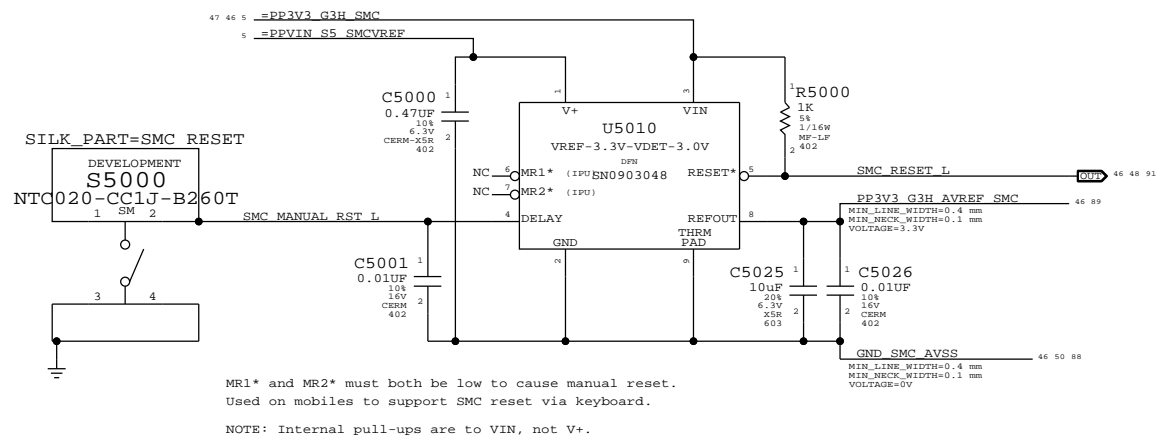 47 46 5 =PP3V3_G3H_SMC
5 =PPVIN_S5_SMCVREF
C5000 1
0.47UF
10%
6.3V
CERM-X5R 2
402
1
V+
3
VIN
U5010
VREF-3.3V-VDET-3.0V
DFN
SN0903048
1 R5000
1K
5%
1/16W
MF-LF
2 402
SILK_PART=SMC RESET
DEVELOPMENT
S5000
NTC020-CC1J-B260T
1 SM 2
NC 6 MR1* (IPU)
NC 7 MR2* (IPU)
RESET* 5
SMC_RESET_L OUT 46 48 91
SMC_MANUAL_RST_L 4 DELAY
REFOUT 8
PP3V3_G3H_AVREF_SMC 46 89
MIN_LINE_WIDTH=0.4 mm
MIN_NECK_WIDTH=0.1 mm
VOLTAGE=3.3V
GND
2
THRM
PAD
9
C5001 1
0.01UF
10%
16V 2
CERM
402
C5025 1
10uF
20%
6.3V 2
X5R
603
1 C5026
0.01UF
10%
2 16V
CERM
402
3 4
GND_SMC_AVSS 46 50 88
MIN_LINE_WIDTH=0.4 mm
MIN_NECK_WIDTH=0.1 mm
VOLTAGE=0V
MR1* and MR2* must both be low to cause manual reset.
Used on mobiles to support SMC reset via keyboard.
NOTE: Internal pull-ups are to VIN, not V+.